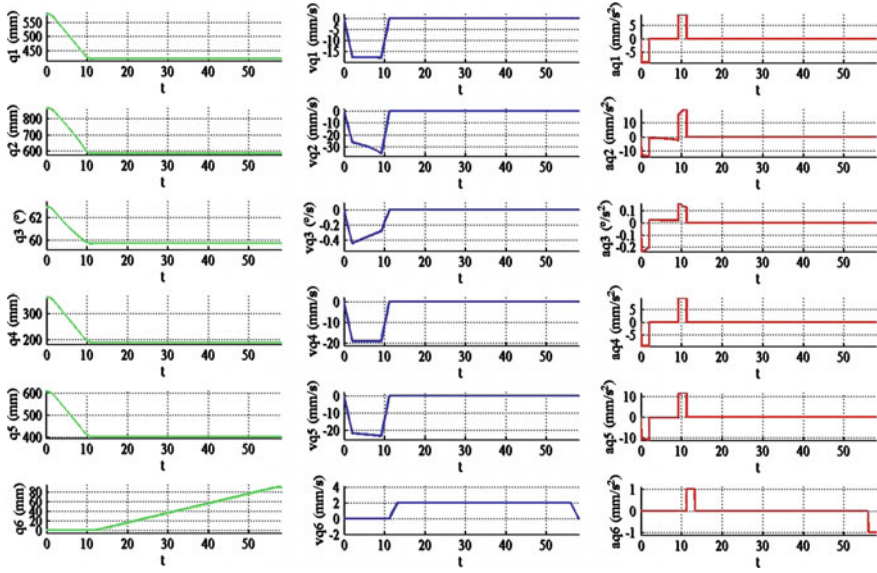 550
500
450
q1 (mm)
0 10 20 30 40 50
t
0
-5
-10
-15
vq1 (mm/s)
0 10 20 30 40 50
t
5
0
-5
aq1 (mm/s²)
0 10 20 30 40 50
t
800
700
600
q2 (mm)
0 10 20 30 40 50
t
0
-10
-20
-30
vq2 (mm/s)
0 10 20 30 40 50
t
10
0
-10
aq2 (mm/s²)
0 10 20 30 40 50
t
62
60
q3 (º)
0 10 20 30 40 50
t
0
-0.2
-0.4
vq3 (º/s)
0 10 20 30 40 50
t
0.1
0
-0.1
-0.2
aq3 (º/s²)
0 10 20 30 40 50
t
300
200
q4 (mm)
0 10 20 30 40 50
t
0
-10
-20
vq4 (mm/s)
0 10 20 30 40 50
t
5
0
-5
aq4 (mm/s²)
0 10 20 30 40 50
t
600
500
400
q5 (mm)
0 10 20 30 40 50
t
0
-10
-20
vq5 (mm/s)
0 10 20 30 40 50
t
10
0
-10
aq5 (mm/s²)
0 10 20 30 40 50
t
80
60
40
20
0
q6 (mm)
0 10 20 30 40 50
t
4
2
0
-2
vq6 (mm/s)
0 10 20 30 40 50
t
1
0
-1
aq6 (mm/s²)
0 10 20 30 40 50
t